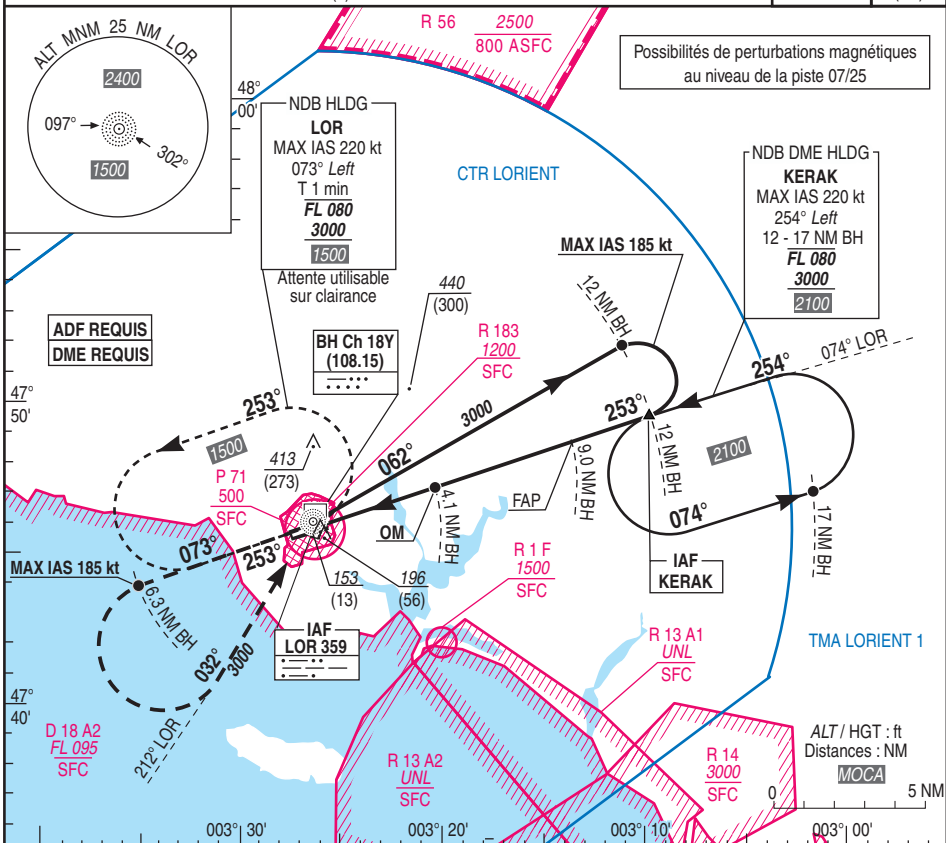 R 56
2500
800 ASFC
Possibilités de perturbations magnétiques
au niveau de la piste 07/25
ALT MNM 25 NM LOR
2400
097°
302°
1500
48°
00'
NDB HLDG
LOR
MAX IAS 220 kt
073° Left
T 1 min
FL 080
3000
1500
Attente utilisable
sur clairance
CTR LORIENT
NDB DME HLDG
KERAK
MAX IAS 220 kt
254° Left
12 - 17 NM BH
FL 080
3000
2100
MAX IAS 185 kt
12 NM BH
440
(300)
ADF REQUIS
DME REQUIS
BH Ch 18Y
(108.15)
R 183
1200
SFC
074° LOR
254°
47°
50'
253°
3000
253°
1500
413
(273)
062°
12 NM BH
2100
P 71
500
SFC
9.0 NM BH
FAP
4.1 NM BH
OM
074°
17 NM BH
073°
253°
MAX IAS 185 kt
6.3 NM BH
153
(13)
196
(56)
R 1 F
1500
SFC
IAF
KERAK
IAF
LOR 359
032°
3000
R 13 A1
UNL
SFC
TMA LORIENT 1
47°
40'
212° LOR
D 18 A2
FL 095
SFC
R 13 A2
UNL
SFC
R 14
3000
SFC
ALT / HGT : ft
Distances : NM
MOCA
0
5 NM
003° 30'
003° 20'
003° 10'
003° 00'